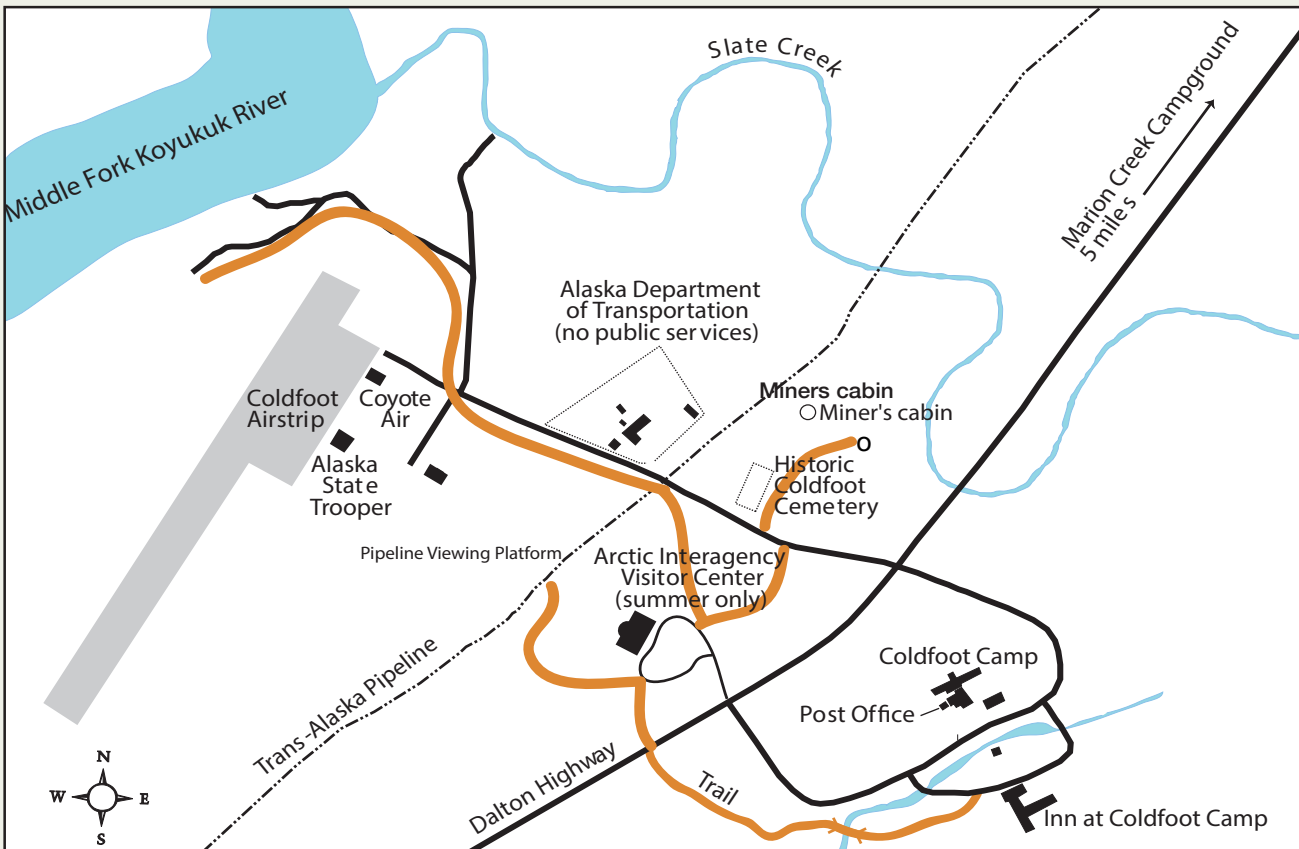 Slate Creek
Middle Fork Koyukuk River
Marion Creek Campground
5 miles
Alaska Department
of Transportation
(no public services)
Miners cabin
Miner's cabin
Coldfoot
Airstrip
Coyote
Air
Alaska
State
Trooper
Historic
Coldfoot
Cemetery
Pipeline Viewing Platform
Arctic Interagency
Visitor Center
(summer only)
Trans-Alaska Pipeline
Coldfoot Camp
Post Office
Dalton Highway
Trail
Inn at Coldfoot Camp
N
W
E
S